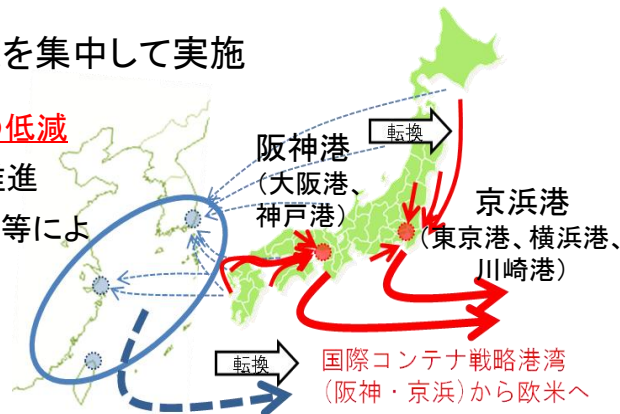 を集中して実施
の低減
推進
等によ
転換
阪神港
（大阪港、
神戸港）
京浜港
（東京港、横浜港、
川崎港）
転換
国際コンテナ戦略港湾
（阪神・京浜）から欧米へ